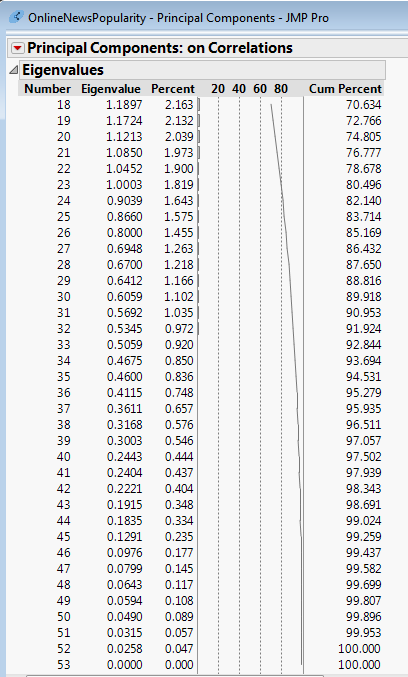 OnlineNewsPopularity - Principal Components - JMP Pro
Principal Components: on Correlations
Eigenvalues
Number Eigenvalue Percent 20 40 60 80 Cum Percent
18 1.1897 2.163 70.634
19 1.1724 2.132 72.766
20 1.1213 2.039 74.805
21 1.0850 1.973 76.777
22 1.0452 1.900 78.678
23 1.0003 1.819 80.496
24 0.9039 1.643 82.140
25 0.8660 1.575 83.714
26 0.8000 1.455 85.169
27 0.6948 1.263 86.432
28 0.6700 1.218 87.650
29 0.6412 1.166 88.816
30 0.6059 1.102 89.918
31 0.5692 1.035 90.953
32 0.5345 0.972 91.924
33 0.5059 0.920 92.844
34 0.4675 0.850 93.694
35 0.4600 0.836 94.531
36 0.4115 0.748 95.279
37 0.3611 0.657 95.935
38 0.3168 0.576 96.511
39 0.3003 0.546 97.057
40 0.2443 0.444 97.502
41 0.2404 0.437 97.939
42 0.2221 0.404 98.343
43 0.1915 0.348 98.691
44 0.1835 0.334 99.024
45 0.1291 0.235 99.259
46 0.0976 0.177 99.437
47 0.0799 0.145 99.582
48 0.0643 0.117 99.699
49 0.0594 0.108 99.807
50 0.0490 0.089 99.896
51 0.0315 0.057 99.953
52 0.0258 0.047 100.000
53 0.0000 0.000 100.000